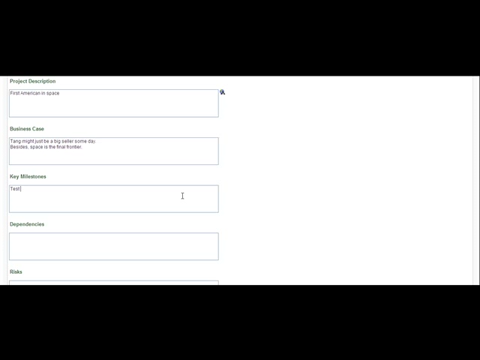 Project Description
First American in space
Business Case
Tang might just be a big seller some day.
Besides, space is the final frontier.
Key Milestones
Test
Dependencies
Risks